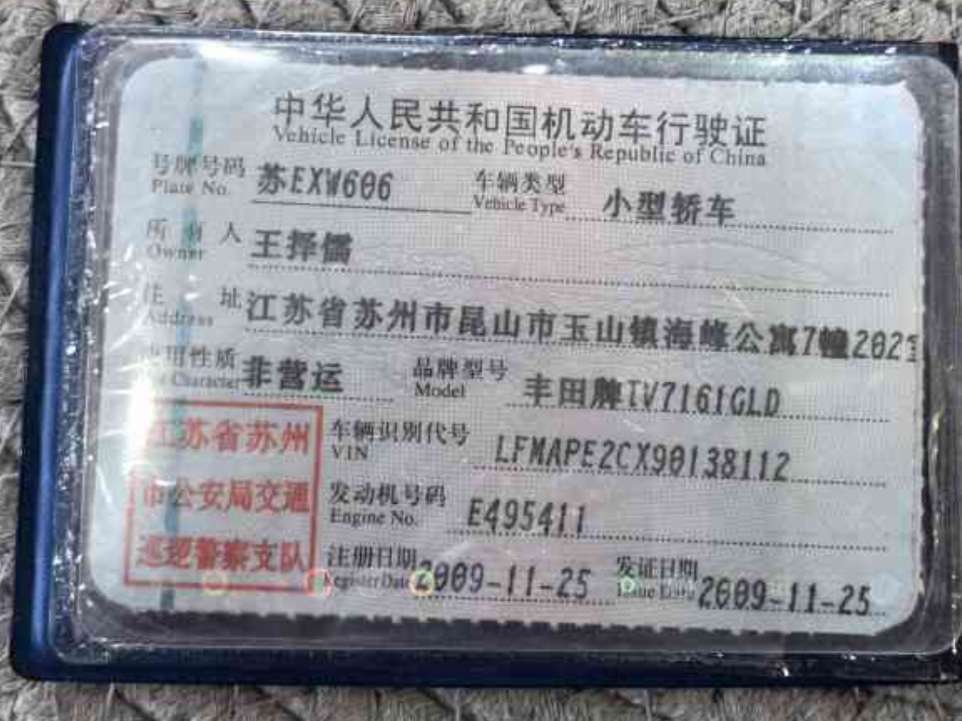 中华人民共和国机动车行驶证
Vehicle License of the People's Republic of China
号牌号码 苏EXW606 车辆类型 小型轿车
Plate No. Vehicle Type
所有人 王择儒
Owner
住址 江苏省苏州市昆山市玉山镇海峰公寓7幢202室
Address
使用性质 非营运 品牌型号 丰田牌TV7161GLD
Character Model
江苏省苏州 车辆识别代号 LFMAPE2CX90138112
VIN
市公安局交通 发动机号码 E495411
Engine No.
巡逻警察支队 注册日期 2009-11-25 发证日期 2009-11-25
Register Date Issue Date